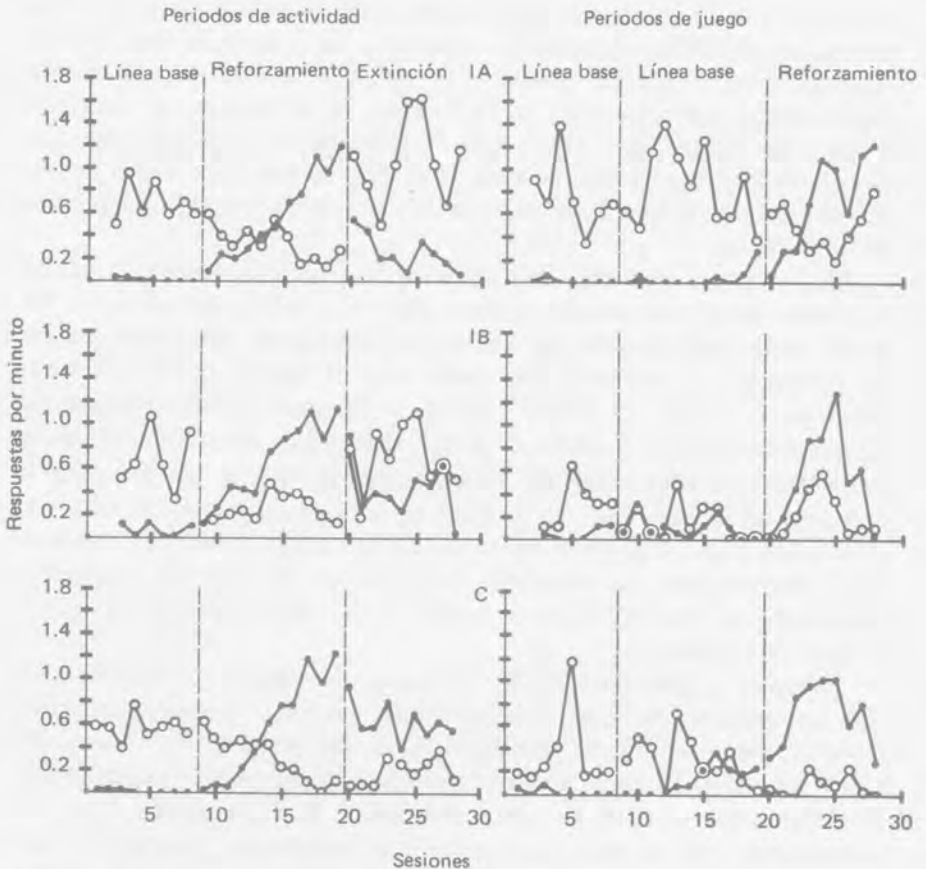 Periodos de actividad
Periodos de juego
Línea base Reforzamiento Extinción IA Línea base Línea base Reforzamiento
1.8
1.4
1.0
0.6
0.2
IB
1.8
1.4
1.0
0.6
0.2
C
1.8
1.4
1.0
0.6
0.2
Respuestas por minuto
5 10 15 20 25 30 5 10 15 20 25 30
Sesiones